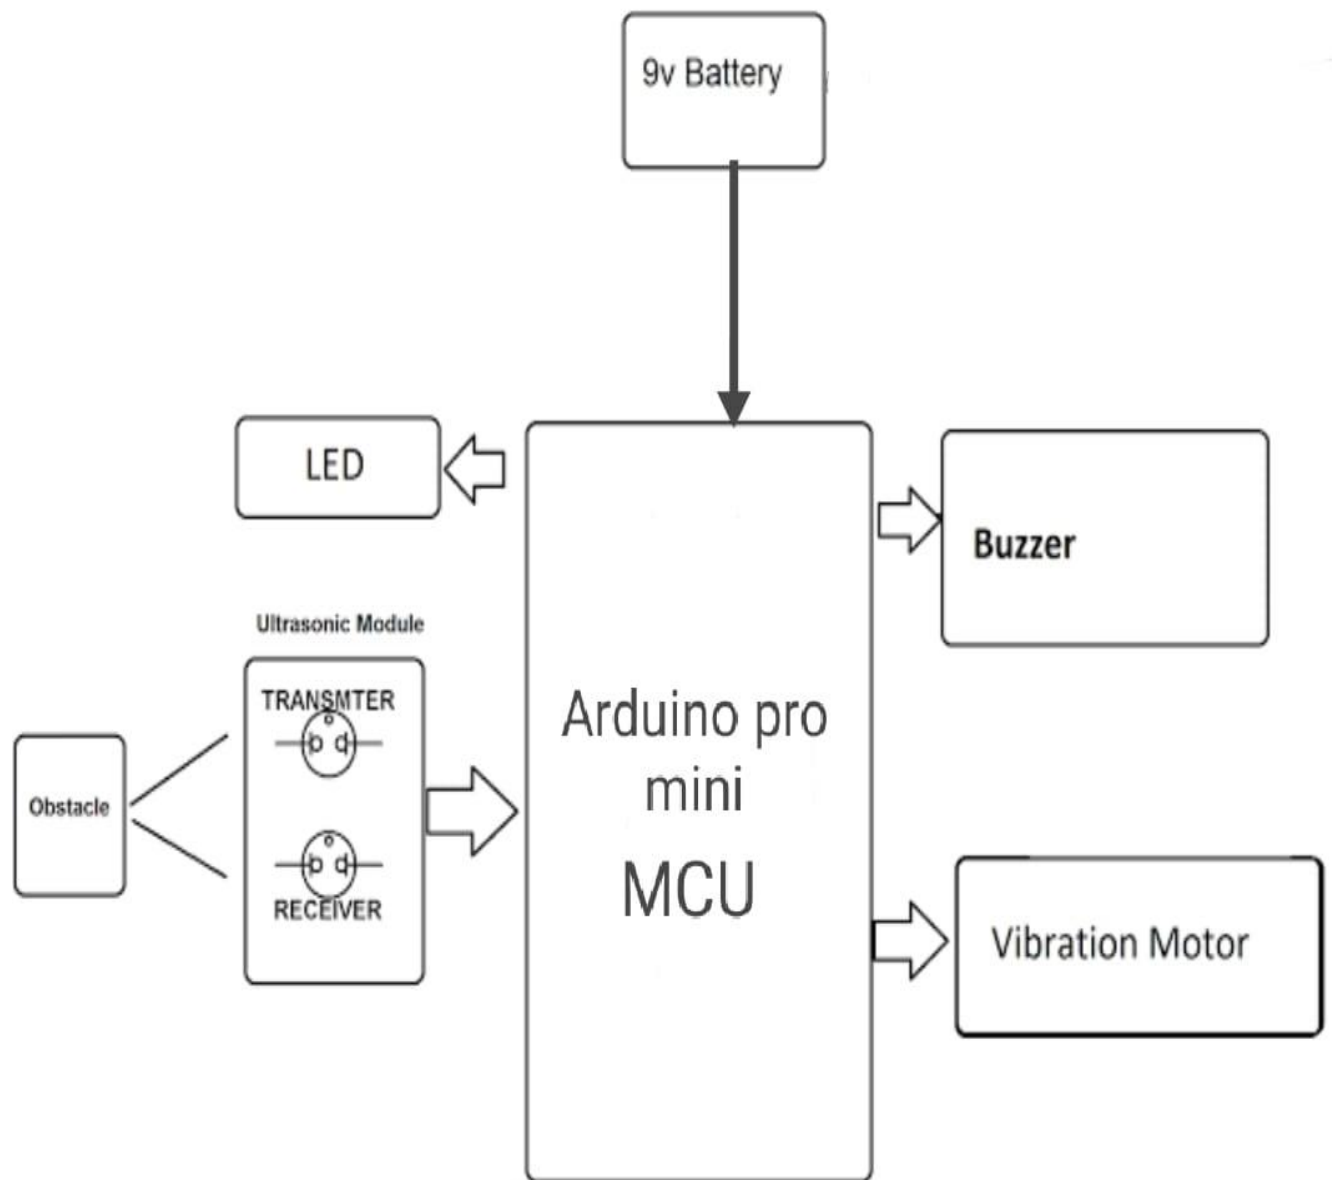 9v Battery
LED
Buzzer
Ultrasonic Module
TRANSMTER
Obstacle
RECEIVER
Arduino pro
mini
MCU
Vibration Motor